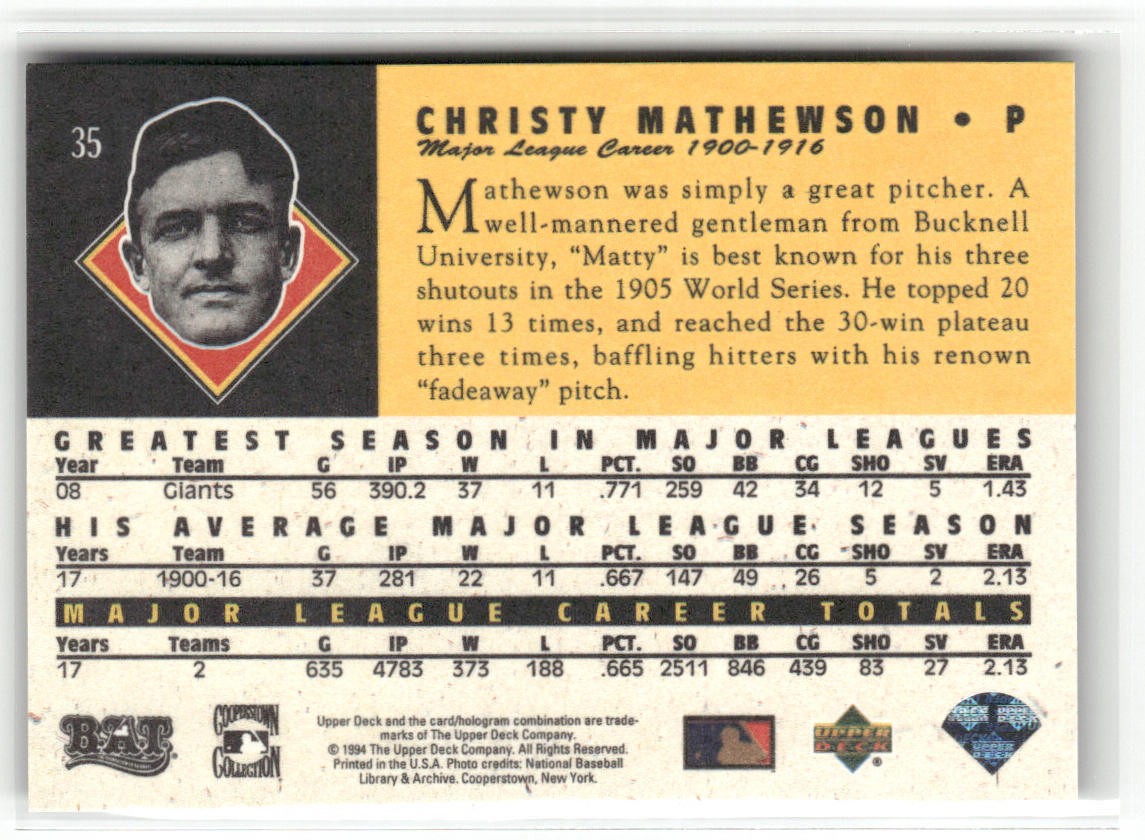 35
CHRISTY MATHEWSON • P
Major League Career 1900-1916
Mathewson was simply a great pitcher. A
well-mannered gentleman from Bucknell
University, “Matty” is best known for his three
shutouts in the 1905 World Series. He topped 20
wins 13 times, and reached the 30-win plateau
three times, baffling hitters with his renown
“fadeaway” pitch.
GREATEST SEASON IN MAJOR LEAGUES
Year Team G IP W L PCT. SO BB CG SHO SV ERA
08 Giants 56 390.2 37 11 .771 259 42 34 12 5 1.43
HIS AVERAGE MAJOR LEAGUE SEASON
Years Team G IP W L PCT. SO BB CG SHO SV ERA
17 1900-16 37 281 22 11 .667 147 49 26 5 2 2.13
MAJOR LEAGUE CAREER TOTALS
Years Teams G IP W L PCT. SO BB CG SHO SV ERA
17 2 635 4783 373 188 .665 2511 846 439 83 27 2.13
BAT
COOPERSTOWN
COLLECTION
Upper Deck and the card/hologram combination are trade-
marks of The Upper Deck Company.
© 1994 The Upper Deck Company. All Rights Reserved.
Printed in the U.S.A. Photo credits: National Baseball
Library & Archive. Cooperstown, New York.
UPPER
DECK
®
UPPER
DECK